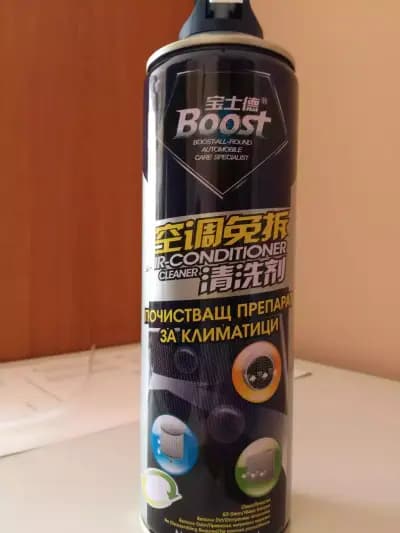 宝士德®
Boost
BOOST-ALL-ROUND
AUTOMOBILE
CARE SPECIALIST
空调免拆
IR-CONDITIONER
CLEANER 清洗剂
ПОЧИСТВАЩ ПРЕПАРАТ
ЗА КЛИМАТИЦИ